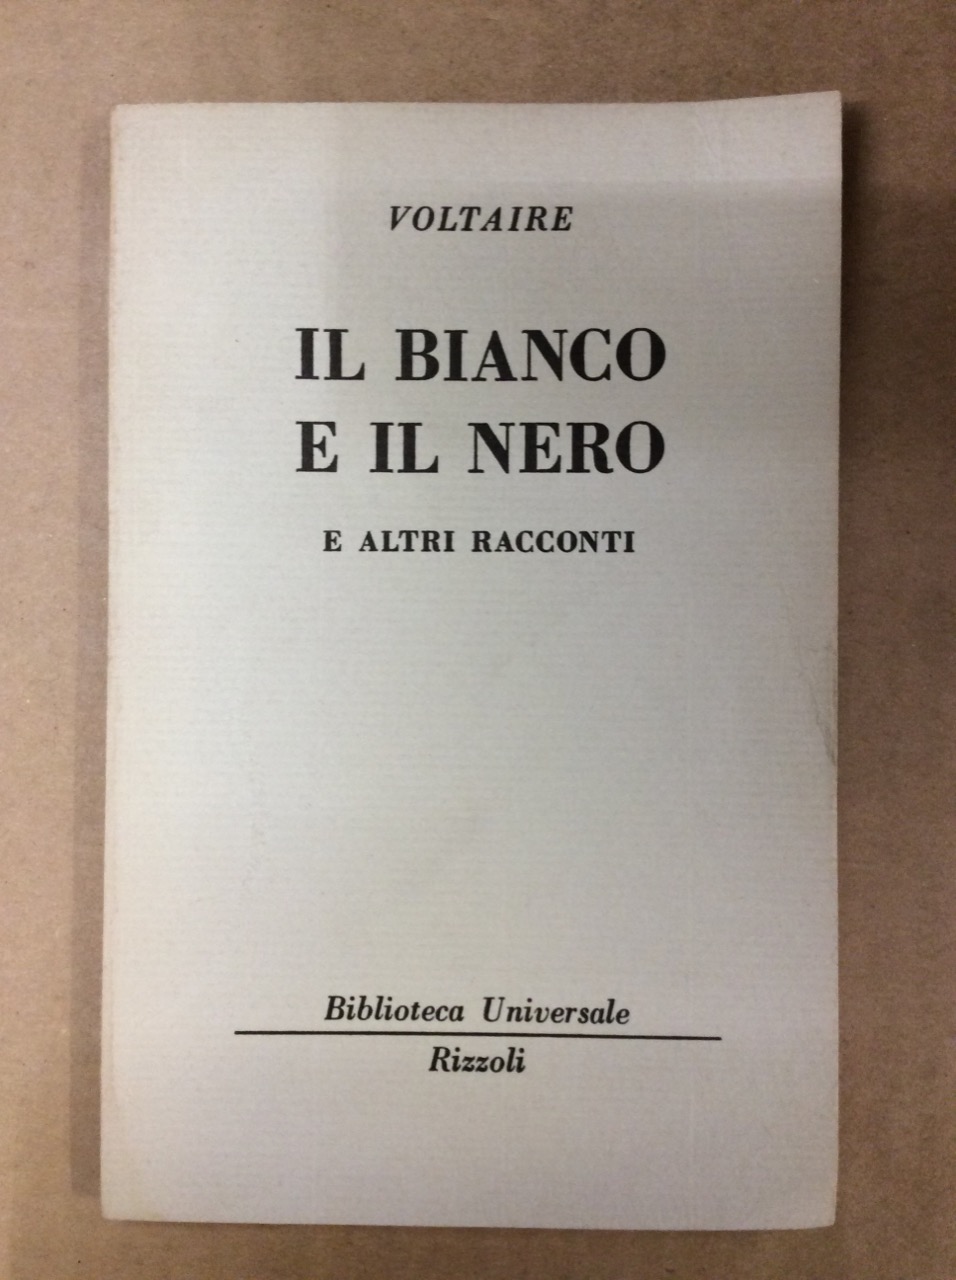 VOLTAIRE
IL BIANCO
E IL NERO
E ALTRI RACCONTI
Biblioteca Universale
Rizzoli